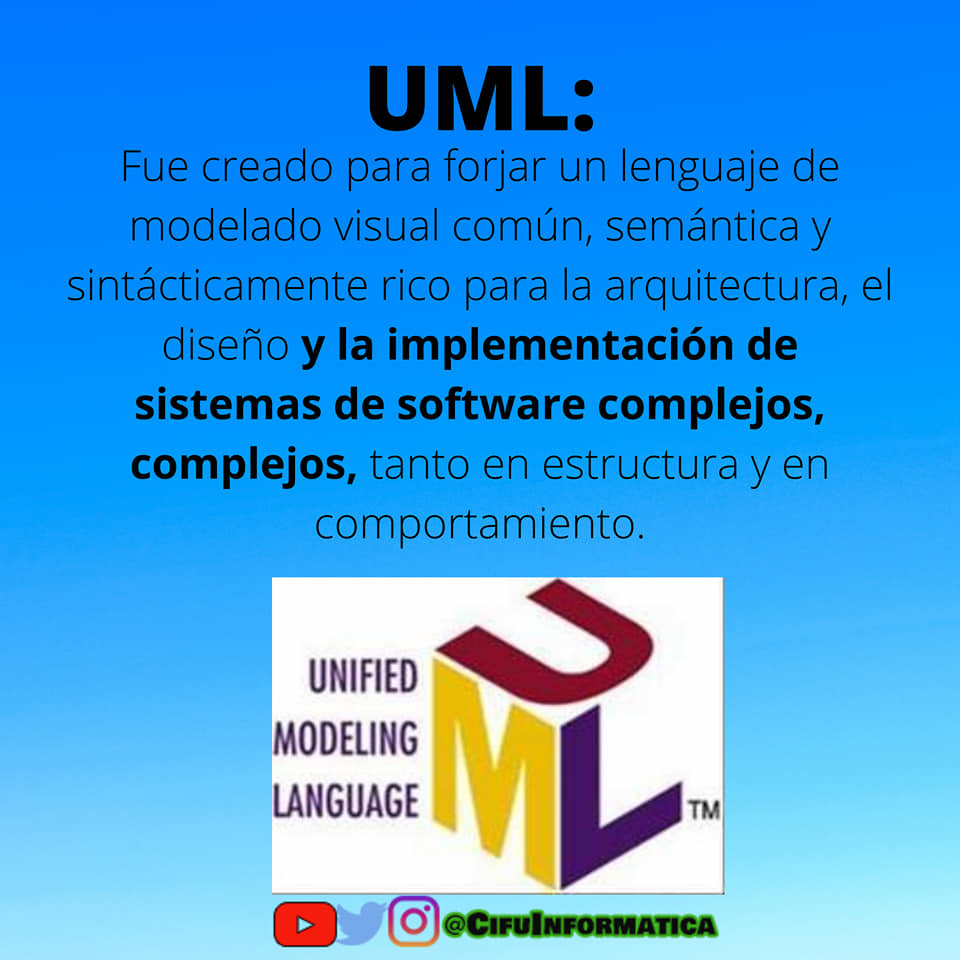 UML:
Fue creado para forjar un lenguaje de
modelado visual común, semántica y
sintácticamente rico para la arquitectura, el
diseño y la implementación de
sistemas de software complejos,
complejos, tanto en estructura y en
comportamiento.
UNIFIED
MODELING
LANGUAGE
UML
TM
@CIFUINFORMATICA